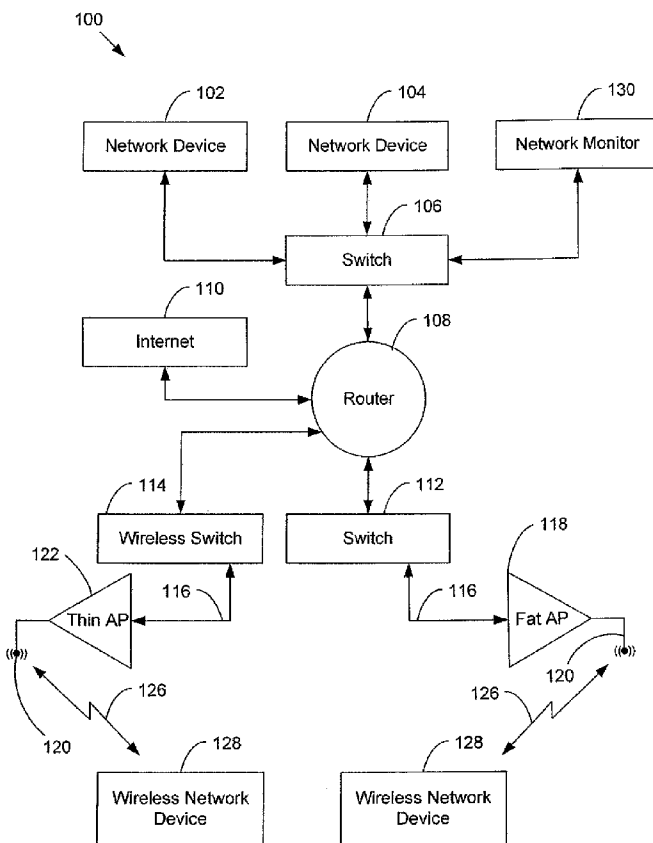 100
102
104
130
Network Device
Network Device
Network Monitor
106
Switch
110
Internet
108
Router
114
112
Wireless Switch
Switch
122
118
116
116
Thin AP
Fat AP
120
120
126
126
128
128
Wireless Network
Device
Wireless Network
Device